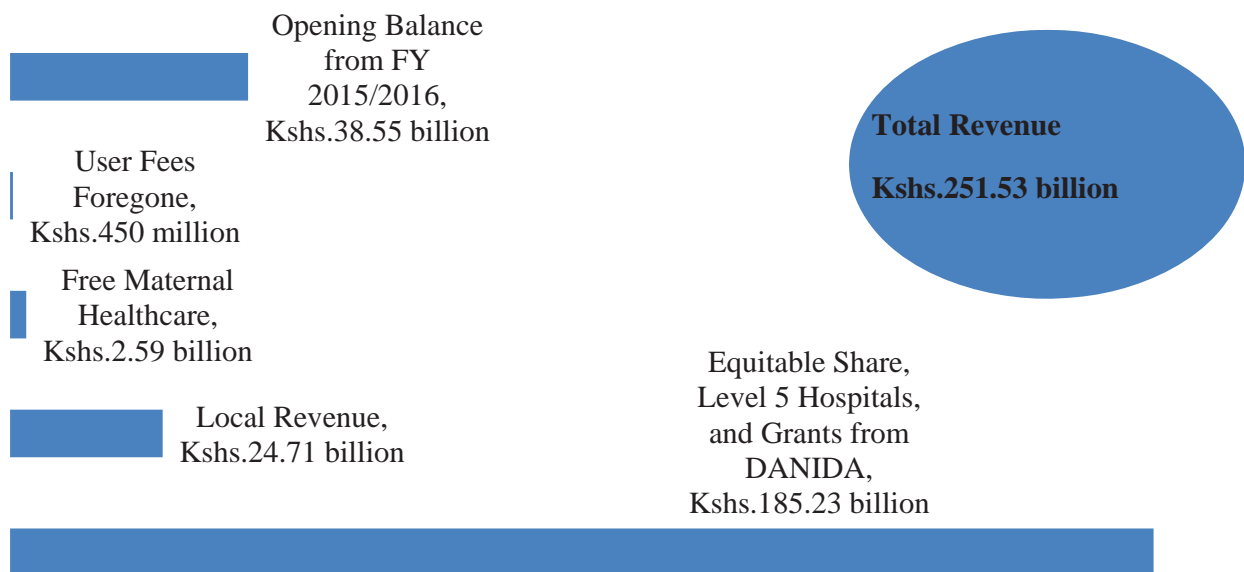 Opening Balance
from FY
2015/2016,
Kshs.38.55 billion
Total Revenue
Kshs.251.53 billion
User Fees
Foregone,
Kshs.450 million
Free Maternal
Healthcare,
Kshs.2.59 billion
Equitable Share,
Level 5 Hospitals,
and Grants from
DANIDA,
Kshs.185.23 billion
Local Revenue,
Kshs.24.71 billion